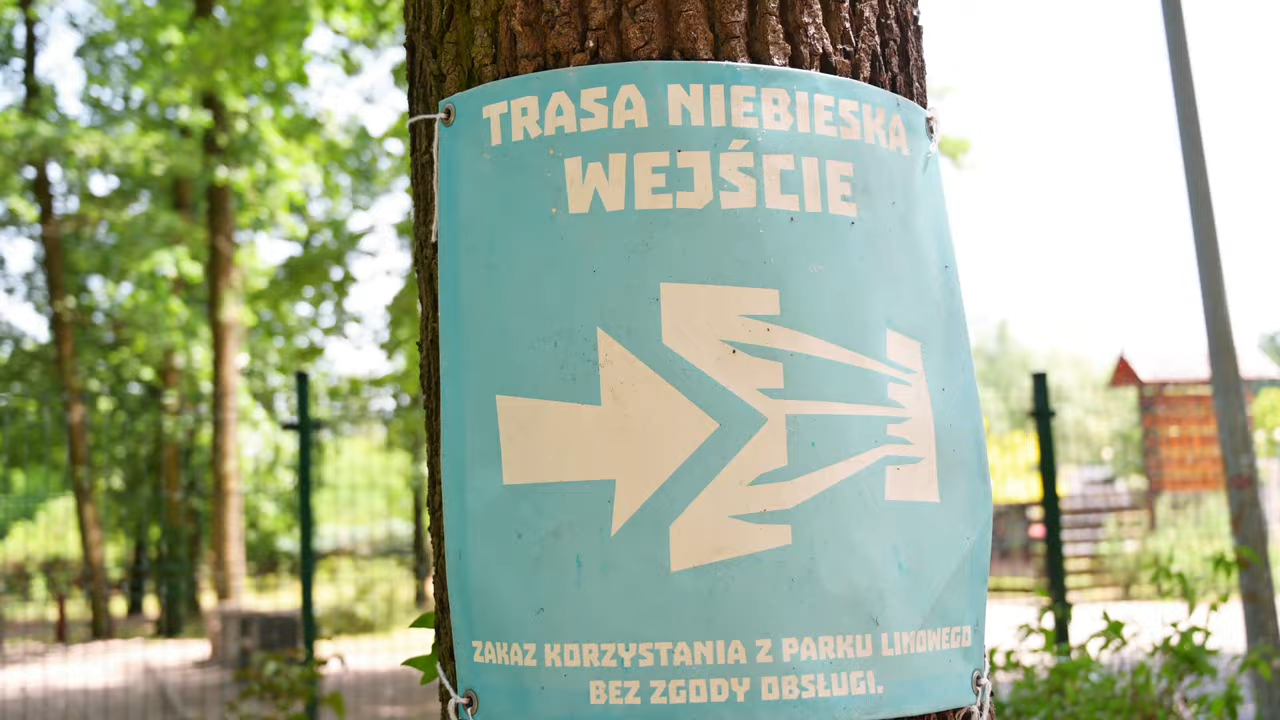 TRASA NIEBIESKA
WEJŚCIE
ZAKAZ KORZYSTANIA Z PARKU LINOWEGO
BEZ ZGODY OBSŁUGI.